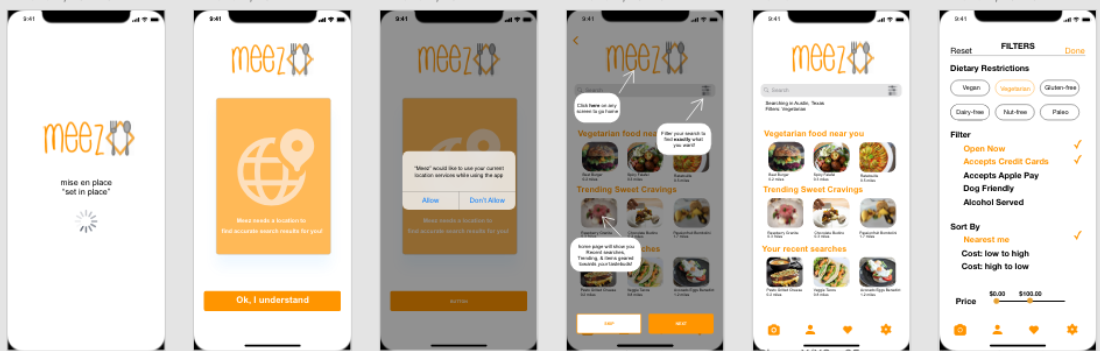 9:41
meez
mise en place
"set in place"
9:41
meez
Meez needs a location to
find accurate search results for you!
Ok, I understand
9:41
meez
"Meez" would like to use your current
location services while using the app
Allow
Don't Allow
Meez needs a location to
find accurate search results for you!
BUTTON
9:41
meez
Search
Click here on any
screen to go home
Filter your search to
find exactly what
you want!
Vegetarian food nea
Trending Sweet Cravings
home page will show you
Recent searches,
Trending, & items geared
towards your tastebuds!
rches
NEXT
9:41
meez
Search
Searching in Austin, Texas
Filters: Vegetarian
Vegetarian food near you
Trending Sweet Cravings
Your recent searches
Veggie Tacos
9:41
Reset
FILTERS
Done
Dietary Restrictions
Vegan
Vegetarian
Gluten-free
Dairy-free
Nut-free
Paleo
Filter
Open Now
Accepts Credit Cards
Accepts Apple Pay
Dog Friendly
Alcohol Served
Sort By
Nearest me
Cost: low to high
Cost: high to low
Price
$0.00
$100.00